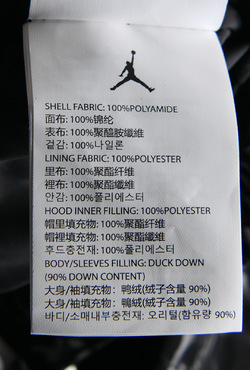 SHELL FABRIC: 100%POLYAMIDE
面布: 100%锦纶
表布: 100%聚醯胺纖維
겉감: 100%나일론
LINING FABRIC: 100%POLYESTER
里布: 100%聚酯纤维
裡布: 100%聚酯纖維
안감: 100%폴리에스터
HOOD INNER FILLING: 100%POLYESTER
帽里填充物: 100%聚酯纤维
帽裡填充物: 100%聚酯纖維
후드충전재: 100%폴리에스터
BODY/SLEEVES FILLING: DUCK DOWN
(90% DOWN CONTENT)
大身/袖填充物: 鸭绒(绒子含量 90%)
大身/袖填充物: 鴨絨(絨子含量 90%)
바디/소매내부충전재: 오리털(함유량 90%)